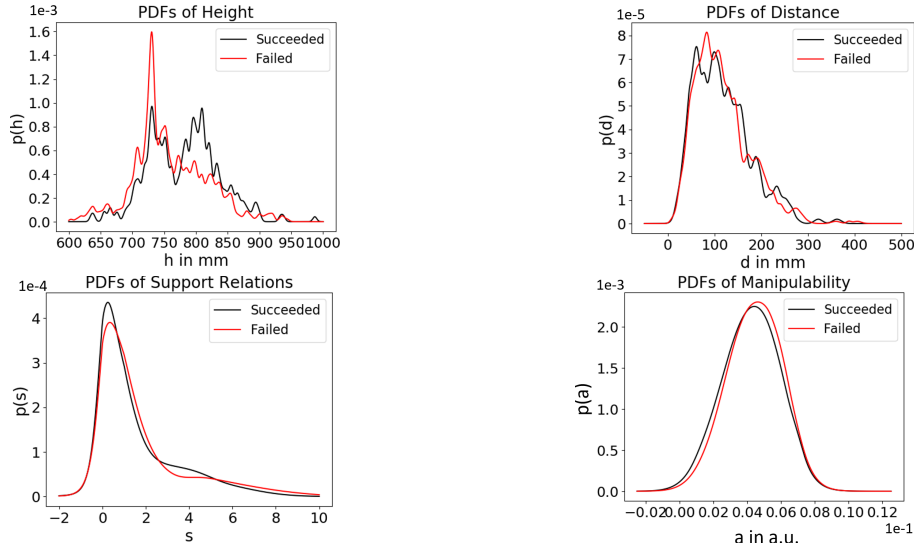 PDFs of Height
1e-3
1.6
1.4
1.2
1.0
0.8
0.6
0.4
0.2
0.0
p(h)
Succeeded
Failed
600 650 700 750 800 850 900 950 1000
h in mm
PDFs of Distance
1e-5
8
7
6
5
4
3
2
1
0
p(d)
Succeeded
Failed
0 100 200 300 400 500
d in mm
PDFs of Support Relations
1e-4
4
3
2
1
0
p(s)
Succeeded
Failed
−2 0 2 4 6 8 10
s
PDFs of Manipulability
1e-3
2.0
1.5
1.0
0.5
0.0
p(a)
Succeeded
Failed
−0.02 0.00 0.02 0.04 0.06 0.08 0.10 0.12
1e-1
a in a.u.